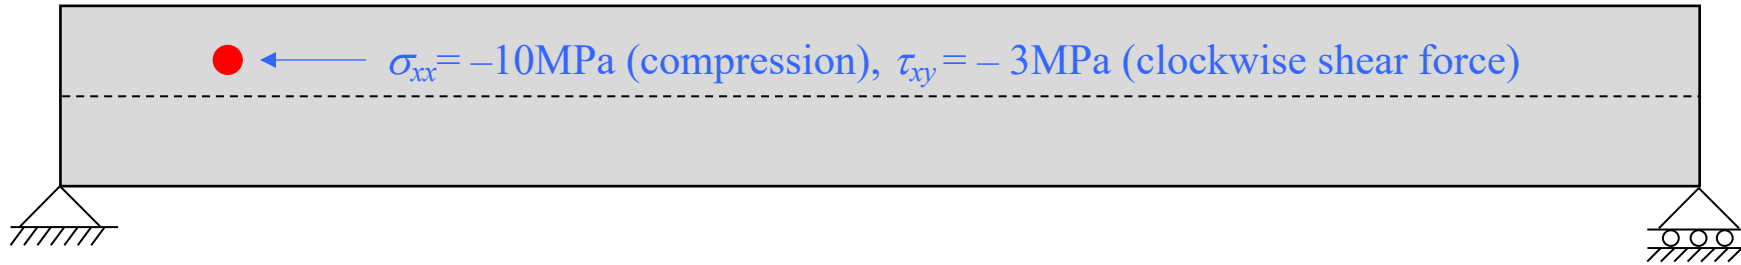 σxx= –10MPa (compression), τxy = – 3MPa (clockwise shear force)